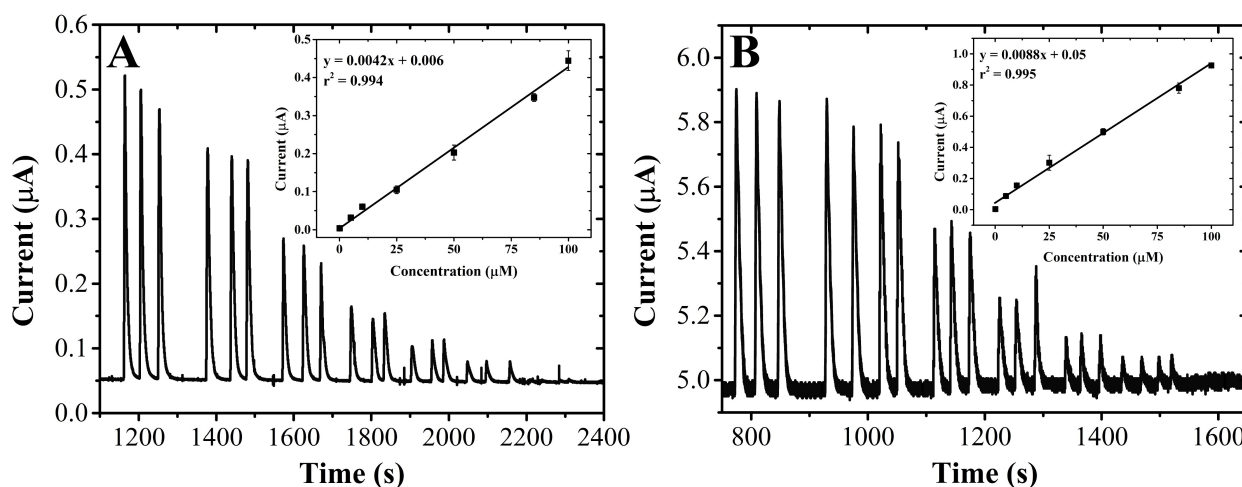 A
Current (μA)
0.6
0.5
0.4
0.3
0.2
0.1
0.0
1200 1400 1600 1800 2000 2200 2400
Time (s)
y = 0.0042x + 0.006
r² = 0.994
Current (μA)
0.5
0.4
0.3
0.2
0.1
0.0
0 25 50 75 100
Concentration (μM)
B
Current (μA)
6.0
5.8
5.6
5.4
5.2
5.0
800 1000 1200 1400 1600
Time (s)
y = 0.0088x + 0.05
r² = 0.995
Current (μA)
1.0
0.8
0.6
0.4
0.2
0.0
0 25 50 75 100
Concentration (μM)